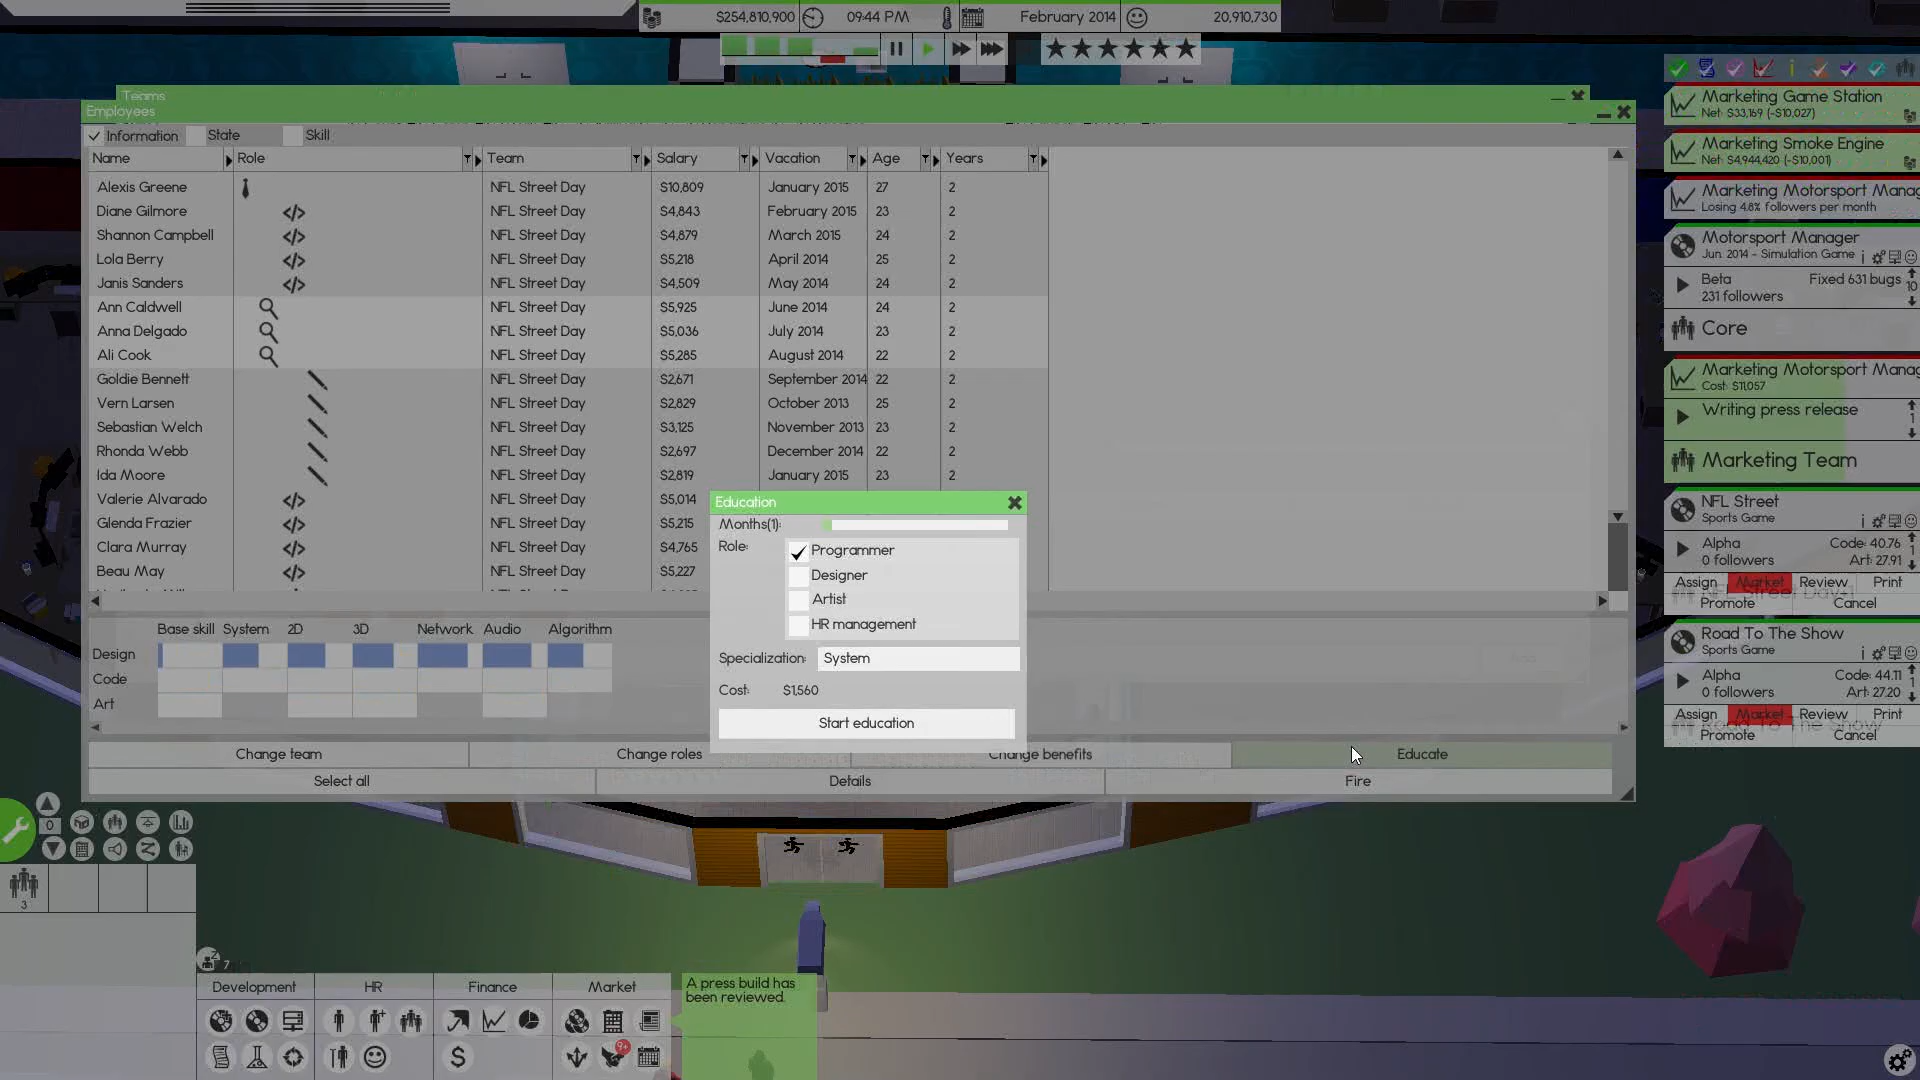 $254,810,900
09:44 PM
February 2014
20,910,730
Teams
Employees
Information
State
Skill
Name
Role
Team
Salary
Vacation
Age
Years
Alexis Greene NFL Street Day $10,809 January 2015 27 2
Diane Gilmore NFL Street Day $4,843 February 2015 23 2
Shannon Campbell NFL Street Day $4,879 March 2015 24 2
Lola Berry NFL Street Day $5,218 April 2014 25 2
Janis Sanders NFL Street Day $4,509 May 2014 24 2
Ann Caldwell NFL Street Day $5,925 June 2014 24 2
Anna Delgado NFL Street Day $5,036 July 2014 23 2
Ali Cook NFL Street Day $5,285 August 2014 22 2
Goldie Bennett NFL Street Day $2,671 September 2014 22 2
Vern Larsen NFL Street Day $2,829 October 2013 25 2
Sebastian Welch NFL Street Day $3,125 November 2013 23 2
Rhonda Webb NFL Street Day $2,697 December 2014 22 2
Ida Moore NFL Street Day $2,819 January 2015 23 2
Valerie Alvarado NFL Street Day $5,014
Glenda Frazier NFL Street Day $5,215
Clara Murray NFL Street Day $4,765
Beau May NFL Street Day $5,227
Base skill System 2D 3D Network Audio Algorithm
Design
Code
Art
Change team
Change roles
Change benefits
Educate
Select all
Details
Fire
Education
Months(1):
Role:
Programmer
Designer
Artist
HR management
Specialization: System
Cost: $1,560
Start education
Marketing Game Station
Net: $33,169 (-$10,027)
Marketing Smoke Engine
Net: $4,944,420 (-$10,001)
Marketing Motorsport Manag
Losing 4.8% followers per month
Motorsport Manager
Jun. 2014 - Simulation Game
Beta Fixed 631 bugs
231 followers
10
Core
Marketing Motorsport Manag
Cost: $11,057
Writing press release
1
Marketing Team
NFL Street
Sports Game
Alpha Code: 40.76
0 followers Art: 27.91
1
Assign Market Review Print
Promote Cancel
NFL Street Day+1
Road To The Show
Sports Game
Alpha Code: 44.11
0 followers Art: 27.20
1
Assign Market Review Print
Promote Cancel
Road To The Show
0
3
7
Development
HR
Finance
Market
9+
A press build has
been reviewed.